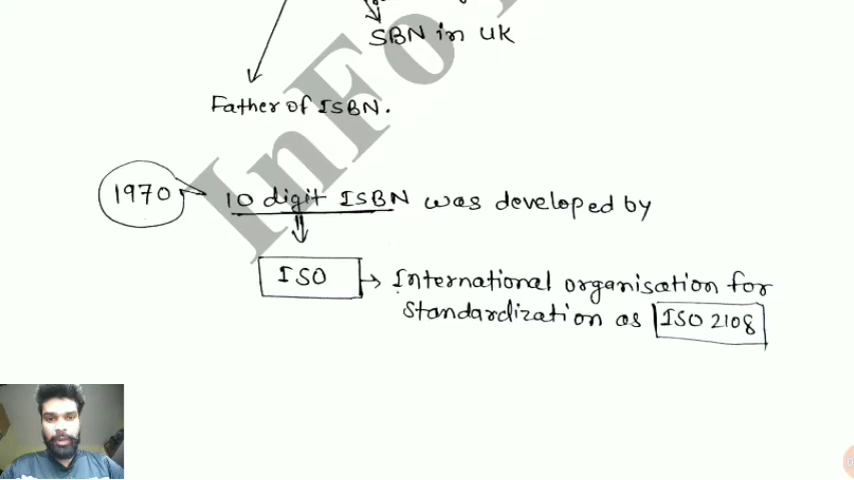 SBN in UK
Father of ISBN.
1970
10 digit ISBN was developed by
ISO
International organisation for
standardization as ISO 2108
InFo